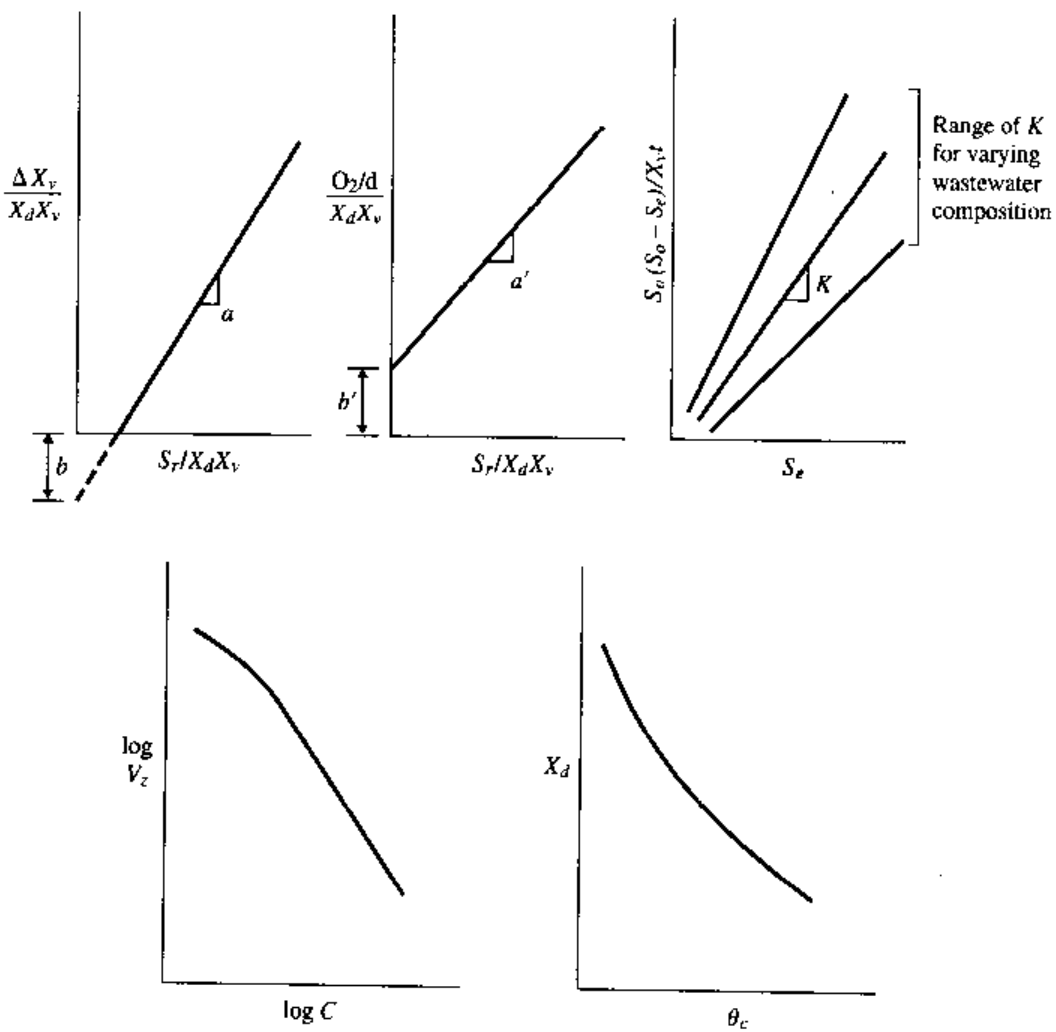 ΔX_v
X_dX_v
a
b
S_r/X_dX_v
O_2/d
X_dX_v
a'
b'
S_r/X_dX_v
S_o(S_o − S_e)/X_vt
K
S_e
Range of K
for varying
wastewater
composition
log
V_z
log C
X_d
θ_c